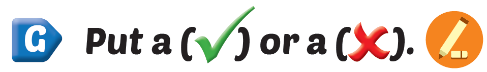 G Put a (✓) or a (✗).